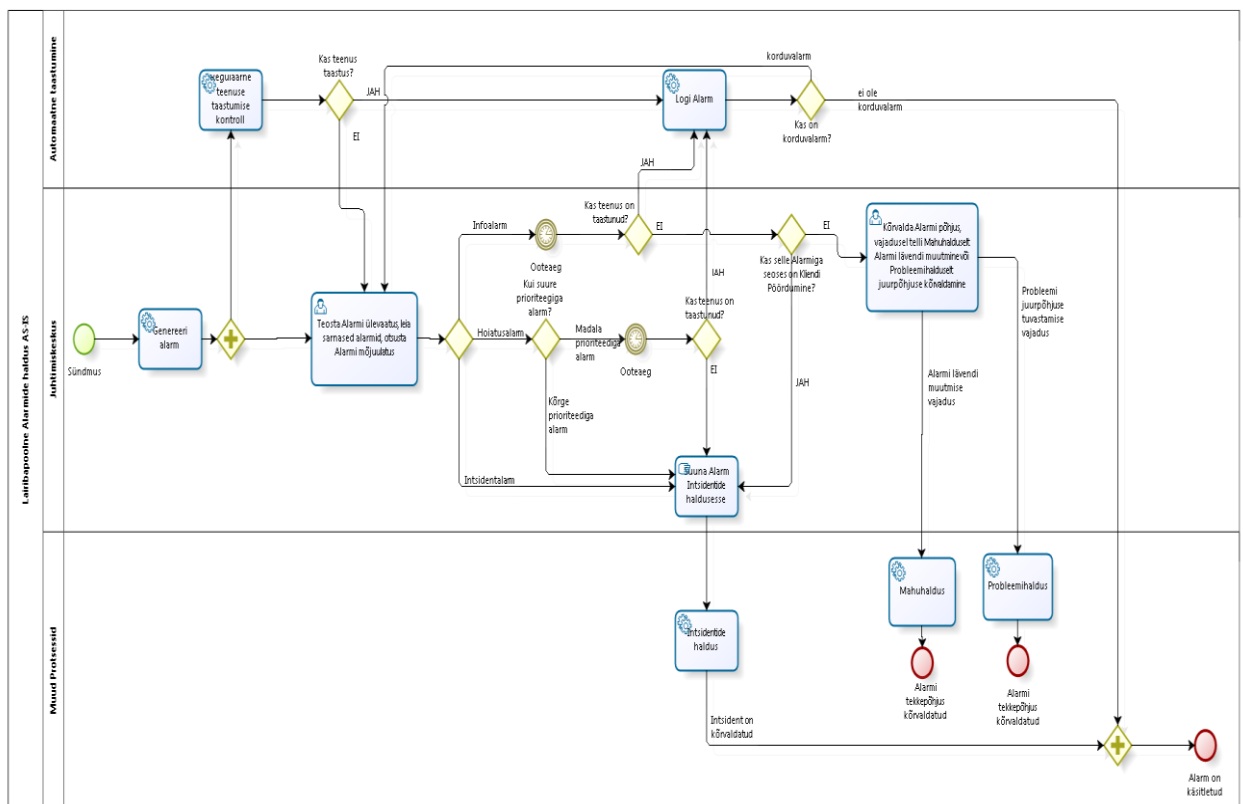 Lairibapoolne Alarmide haldus AS-IS
Automaatne taastumine
teenuse
taastumise
kontroll
Kas teenus
taastus?
JAH
EI
Logi Alarm
korduvalarm
Kas on
korduvalarm?
ei ole
korduvalarm
JAH
Juhtimiskeskus
Sündmus
Genereeri
alarm
Teosta Alarmi ülevaatus, leia
sarnased alarmid, otsusta
Alarmi mõjuulatus
Infoalarm
Ooteaeg
Kas teenus on
taastunud?
EI
Kas selle Alarmiga
seoses on Kliendi
Pöördumine?
EI
JAH
Kõrvalda Alarmi põhjus,
vajadusel telli Mahuhalduselt
Alarmi lävendi muutmine või
Probleemihalduselt
juurpõhjuse kõrvaldamine
Hoiatusalarm
Kui suure
prioriteegiga
alarm?
Madala
prioriteediga
alarm
Ooteaeg
Kas teenus on
taastunud?
JAH
EI
Kõrge
prioriteediga
alarm
Intsidentalarm
Suuna Alarm
Intsidentide
haldusesse
Alarmi lävendi
muutmise
vajadus
Probleemi
juurpõhjuse
tuvastamise
vajadus
Muud Protsessid
Intsidentide
haldus
Intsident on
kõrvaldatud
Mahuhaldus
Alarmi
tekkepõhjus
kõrvaldatud
Probleemihaldus
Alarmi
tekkepõhjus
kõrvaldatud
Alarm on
käsitletud